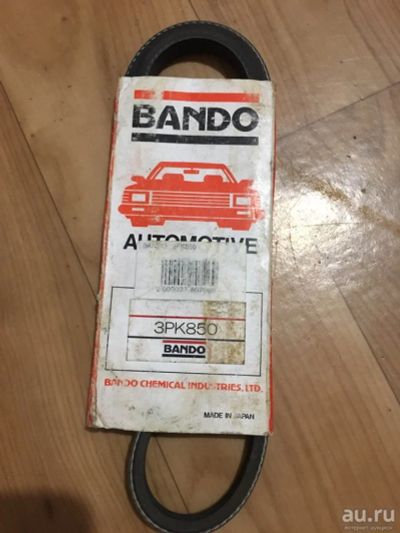 BANDO
AUTOMOTIVE
3PK850
BANDO
BANDO CHEMICAL INDUSTRIES, LTD.
MADE IN JAPAN
au.ru